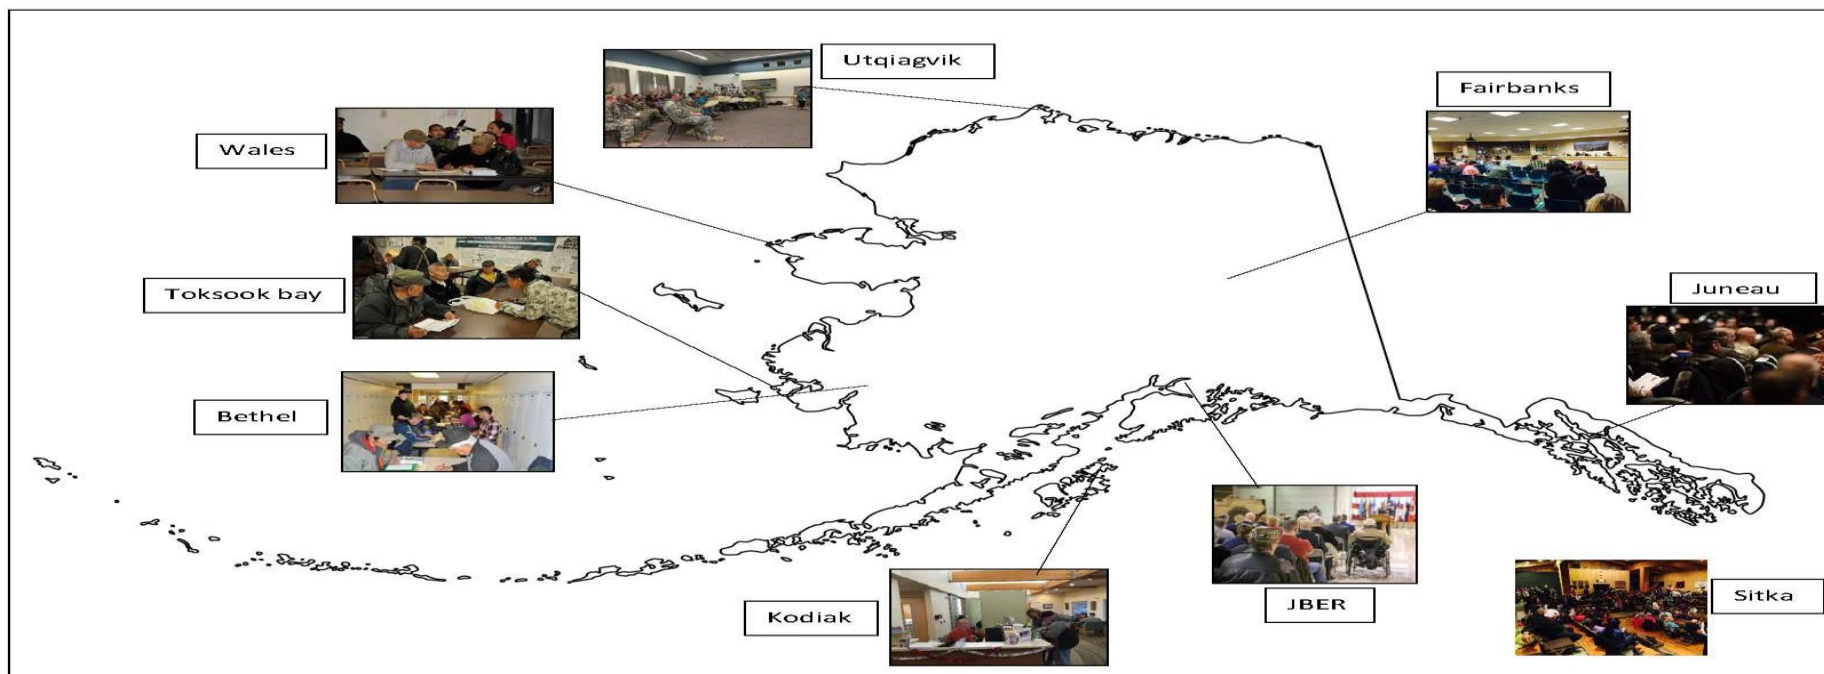 Utqiagvik
Fairbanks
Wales
Toksook bay
Juneau
Bethel
Kodiak
JBER
Sitka